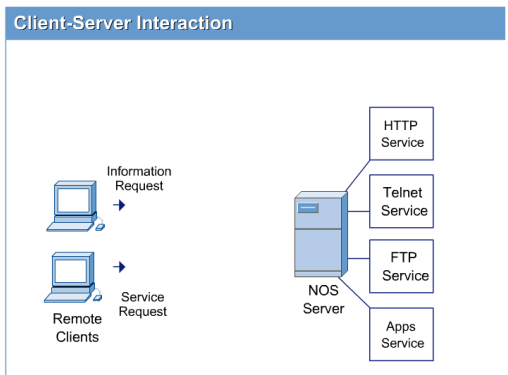 Client-Server Interaction
Information
Request
Service
Request
Remote
Clients
NOS
Server
HTTP
Service
Telnet
Service
FTP
Service
Apps
Service